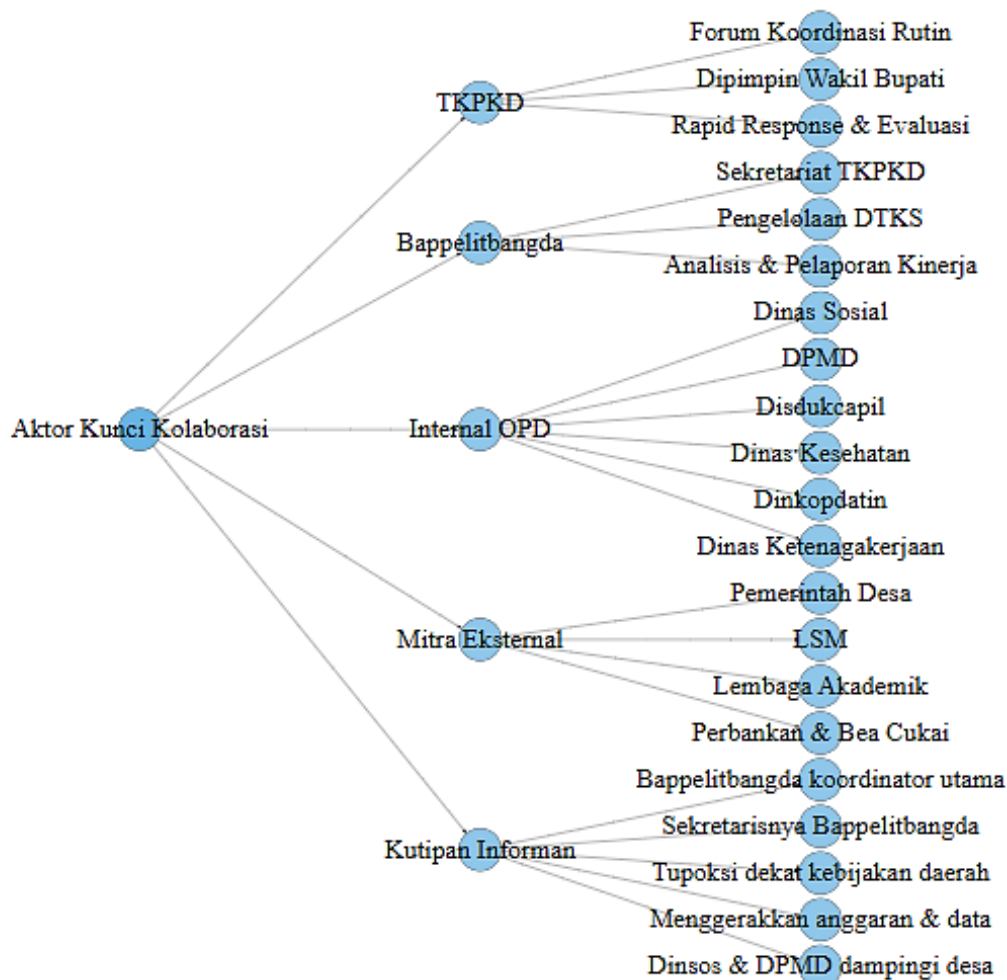 Forum Koordinasi Rutin
Dipimpin Wakil Bupati
TKPKD
Rapid Response & Evaluasi
Sekretariat TKPKD
Pengelolaan DTKS
Bappelitbangda
Analisis & Pelaporan Kinerja
Dinas Sosial
DPMD
Disdukcapil
Aktor Kunci Kolaborasi
Internal OPD
Dinas Kesehatan
Dinkopdatin
Dinas Ketenagakerjaan
Pemerintah Desa
Mitra Eksternal
LSM
Lembaga Akademik
Perbankan & Bea Cukai
Bappelitbangda koordinator utama
Sekretarisnya Bappelitbangda
Kutipan Informan
Tupoksi dekat kebijakan daerah
Menggerakkan anggaran & data
Dinsos & DPMD dampingi desa